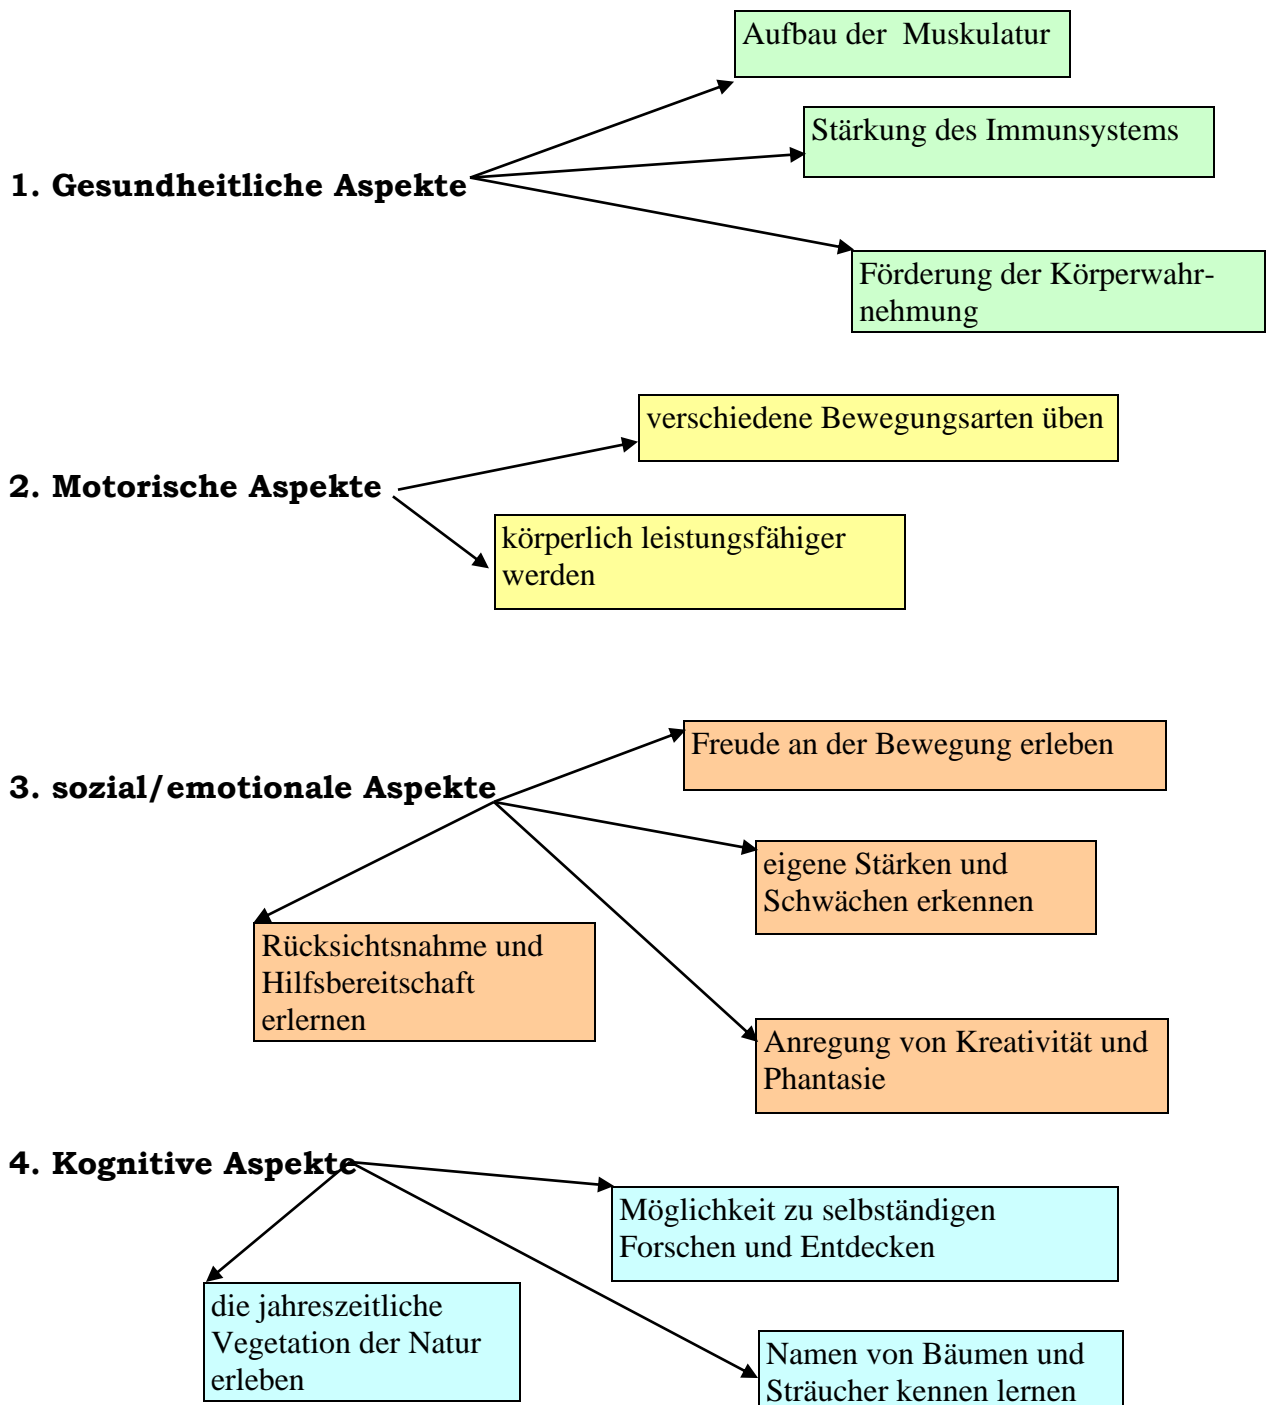 Aufbau der  Muskulatur
Stärkung des Immunsystems
1. Gesundheitliche Aspekte
Förderung der Körperwahr-
nehmung
verschiedene Bewegungsarten üben
2. Motorische Aspekte
körperlich leistungsfähiger
werden
Freude an der Bewegung erleben
3. sozial/emotionale Aspekte
eigene Stärken und
Schwächen erkennen
Rücksichtsnahme und
Hilfsbereitschaft
erlernen
Anregung von Kreativität und
Phantasie
4. Kognitive Aspekte
Möglichkeit zu selbständigen
Forschen und Entdecken
die jahreszeitliche
Vegetation der Natur
erleben
Namen von Bäumen und
Sträucher kennen lernen